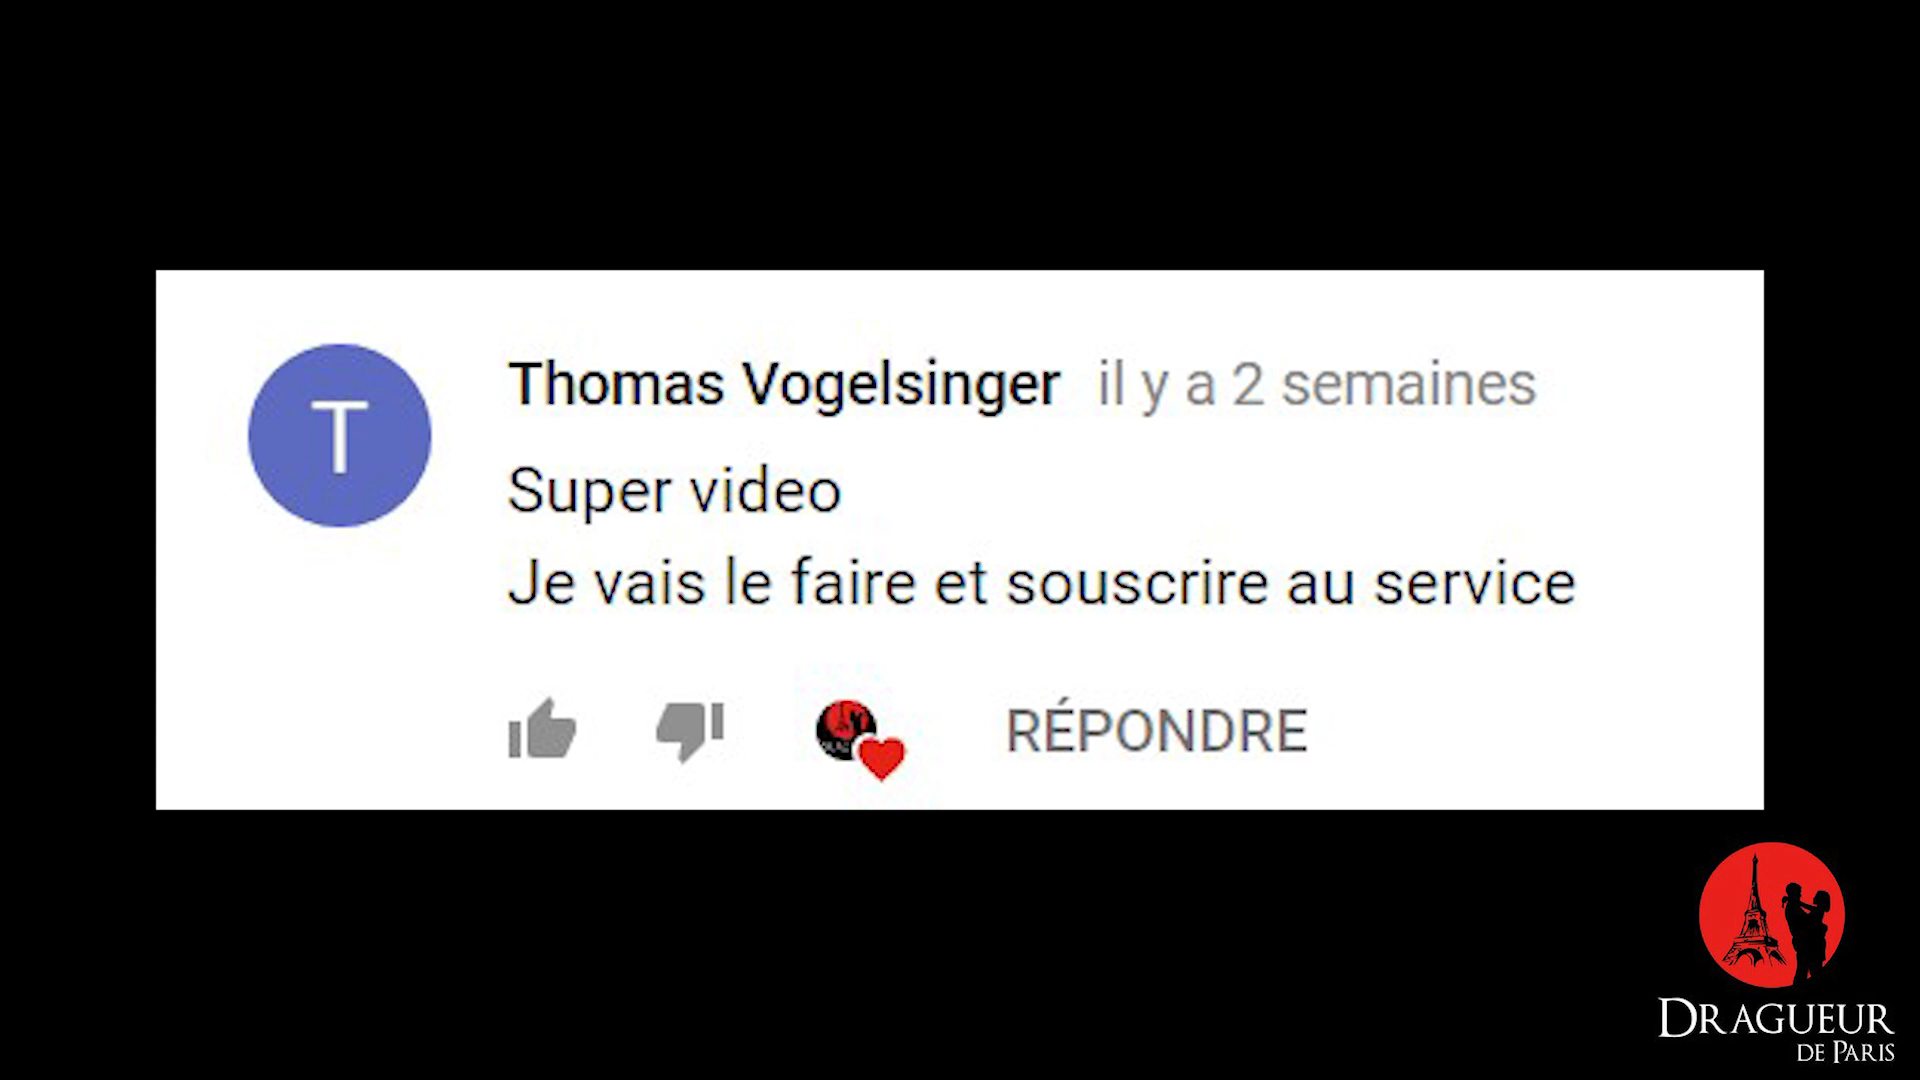 T
Thomas Vogelsinger il y a 2 semaines
Super video
Je vais le faire et souscrire au service
RÉPONDRE
DRAGUEUR
DE PARIS